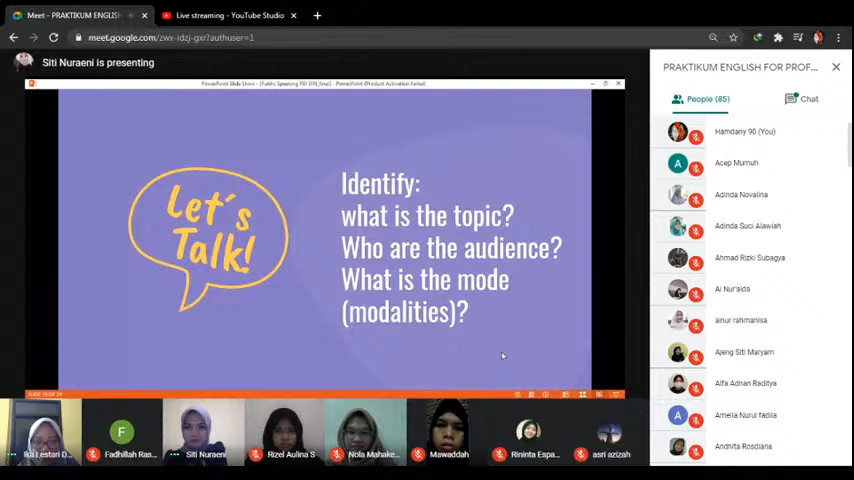 Meet - PRAKTIKUM ENGLISH
Live streaming - YouTube Studio
meet.google.com/zwx-idzj-gxr?authuser=1
Siti Nuraeni is presenting
PRAKTIKUM ENGLISH FOR PROF...
People (85)
Chat
Let's
Talk!
Identify:
what is the topic?
Who are the audience?
What is the mode
(modalities)?
Hamdany 90 (You)
A
Acep Mumuh
Adinda Novalina
Adinda Suci Alawiah
Ahmad Rizki Subagya
Ai Nur'aida
ainur rahmanisa
Ajeng Siti Maryam
Alfa Adnan Raditya
A
Amelia Nurul fadila
Andhita Rosdiana
F
Ika Lestari D...
Fadhillah Ras...
Siti Nuraeni
Rizel Aulina S
Nola Mahake...
Mawaddah
Rininta Espa...
asri azizah